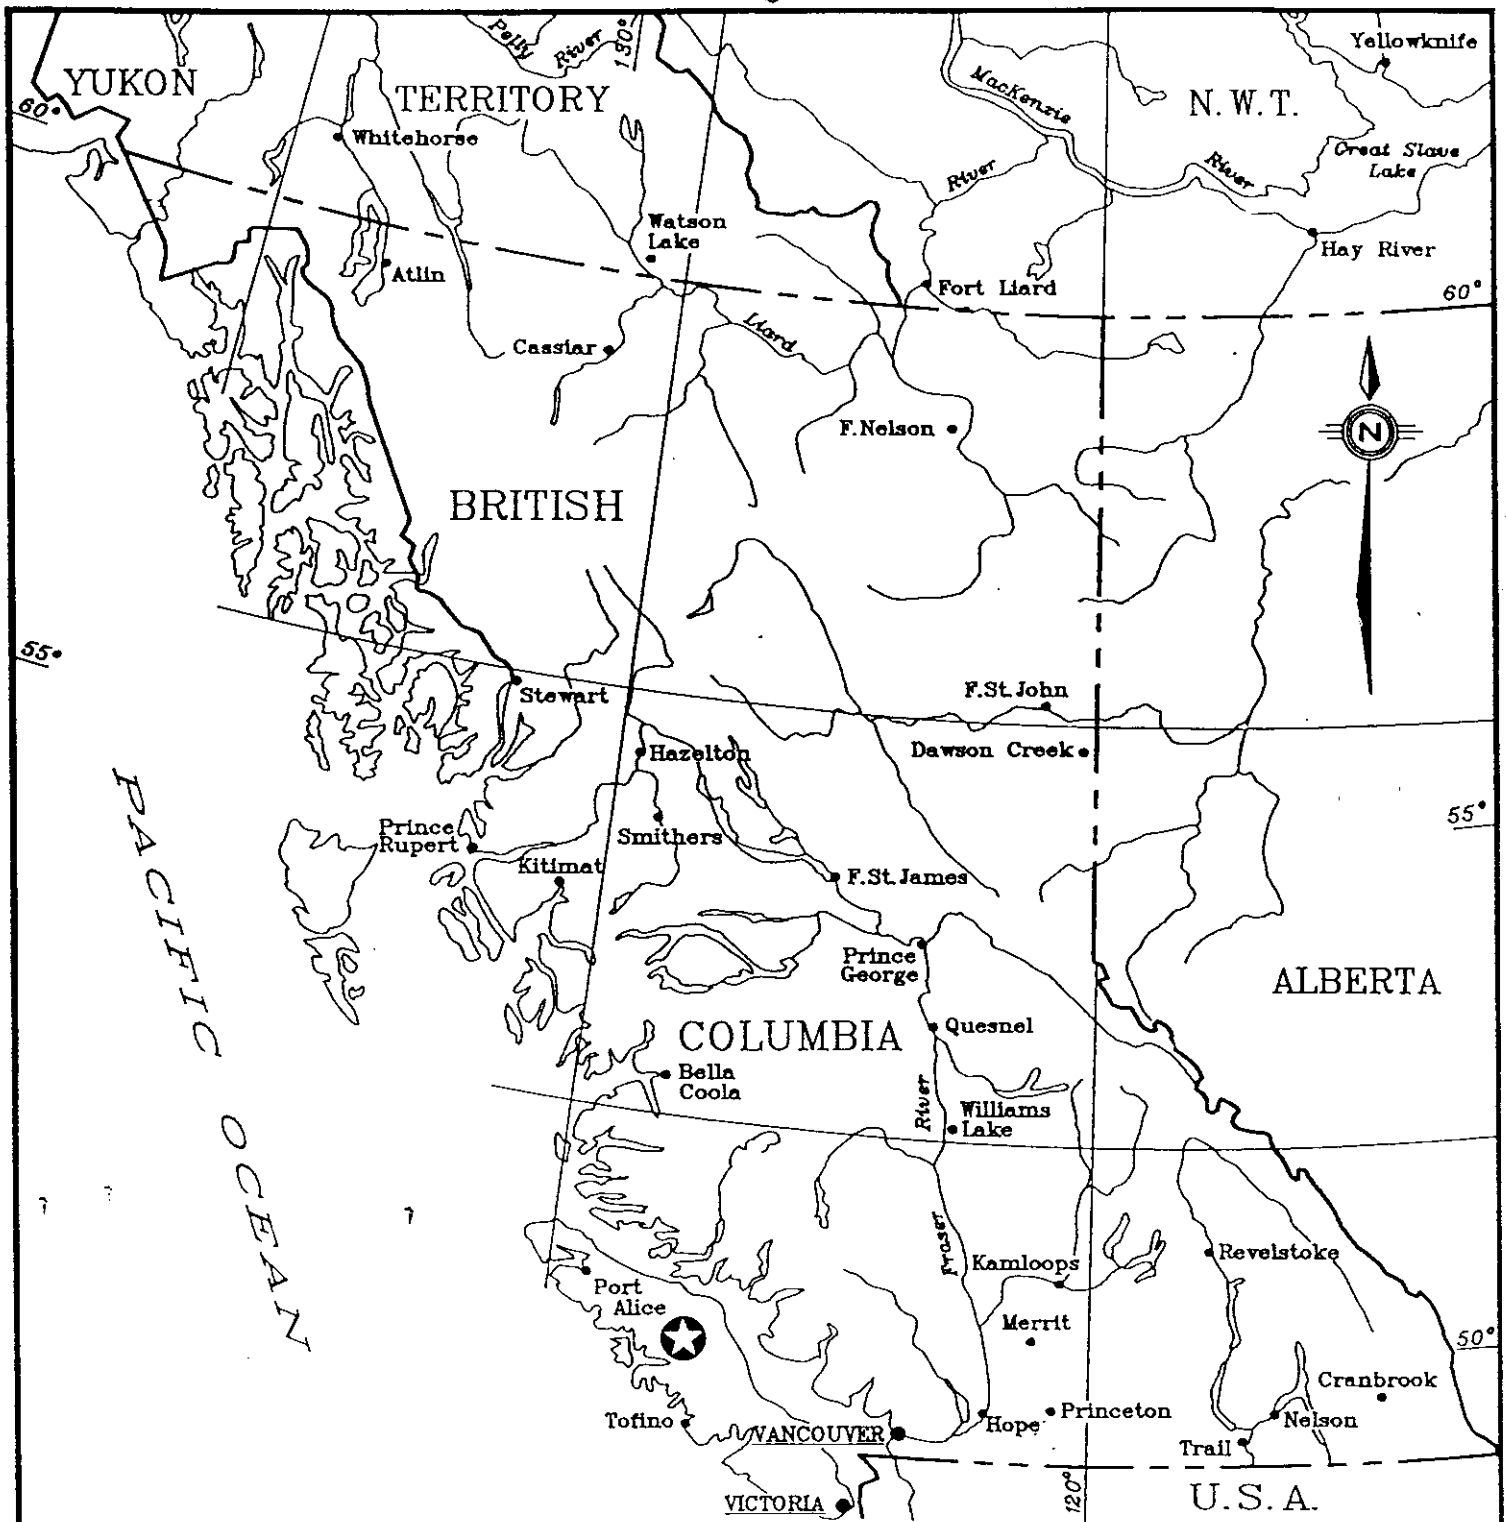 Pelly
River
130°
Yellowknife
YUKON
TERRITORY
MacKenzie
N.W.T.
60°
Whitehorse
River
River
Great Slave
Lake
Watson
Lake
Hay River
Atlin
Fort Liard
60°
Liard
Cassiar
F.Nelson
N
BRITISH
55°
Stewart
F.St.John
Hazelton
Dawson Creek
PACIFIC OCEAN
Prince
Rupert
Smithers
55°
Kitimat
F.St.James
Prince
George
ALBERTA
Quesnel
COLUMBIA
Bella
Coola
River
Williams
Lake
Fraser
Kamloops
Revelstoke
Port
Alice
Merrit
50°
Cranbrook
Tofino
VANCOUVER
Hope
Princeton
Nelson
Trail
120°
U.S.A.
VICTORIA